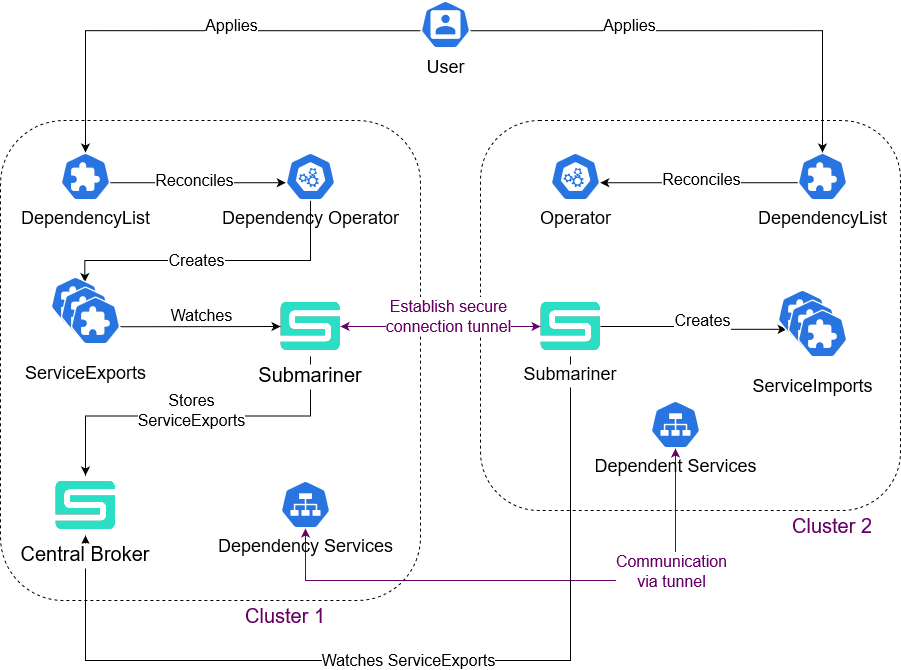 Applies
Applies
User
Reconciles
Reconciles
DependencyList
Dependency Operator
Operator
DependencyList
Creates
Watches
Establish secure
connection tunnel
Creates
ServiceExports
Submariner
Submariner
ServiceImports
Stores
ServiceExports
Dependent Services
Cluster 2
Central Broker
Dependency Services
Communication
via tunnel
Cluster 1
Watches ServiceExports